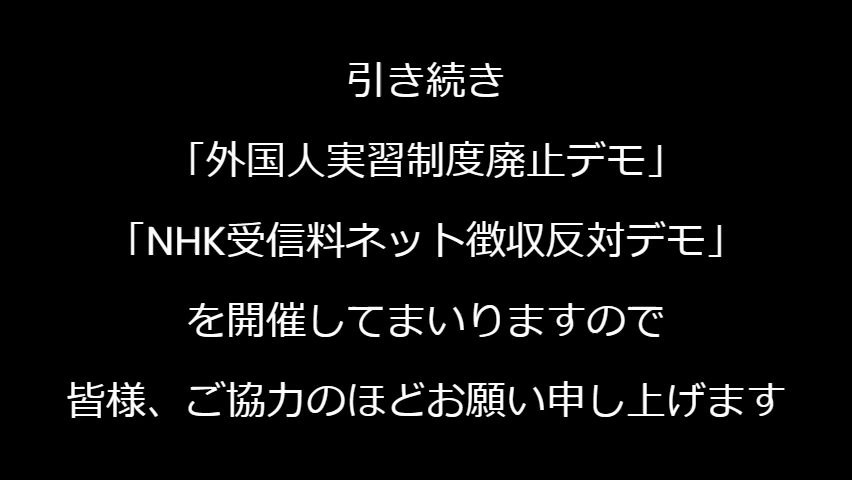 引き続き
「外国人実習制度廃止デモ」
「NHK受信料ネット徴収反対デモ」
を開催してまいりますので
皆様、ご協力のほどお願い申し上げます